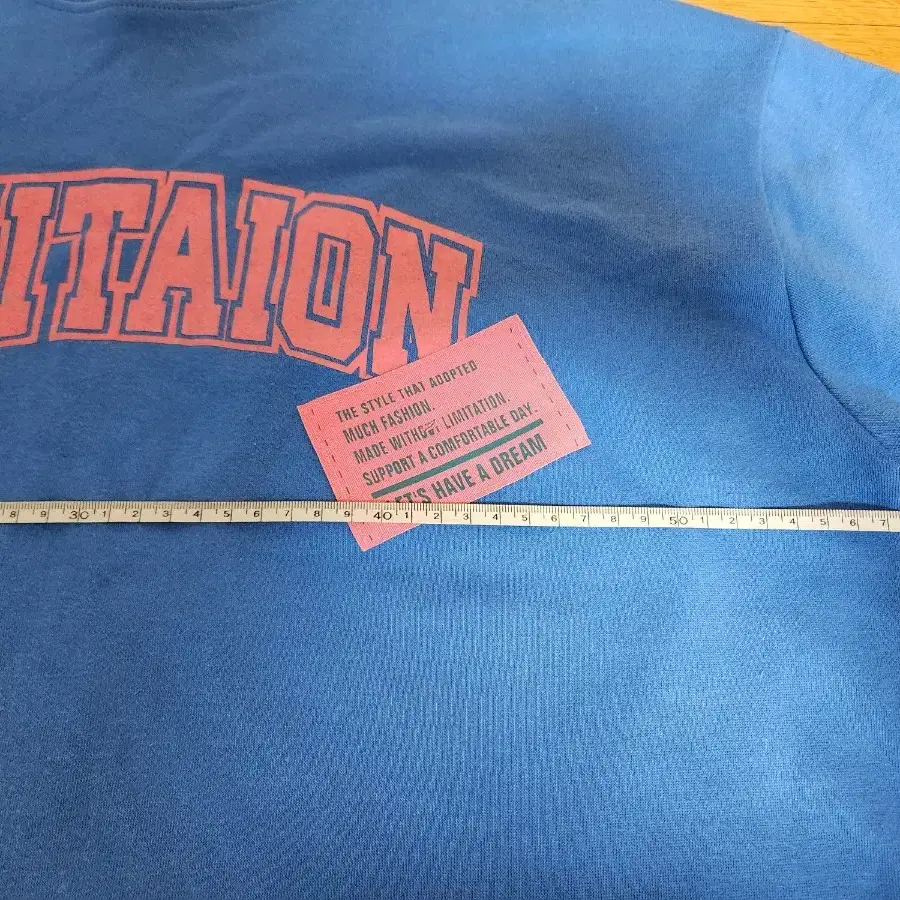 ITAION
THE STYLE THAT ADOPTED
MUCH FASHION.
MADE WITHOUT LIMITATION.
SUPPORT A COMFORTABLE DAY.
LET'S HAVE A DREAM
8 9 30 1 2 3 4 5 6 7 8 9 40 1 2 3 4 5 6 7 8 9 50 1 2 3 4 5 6 7